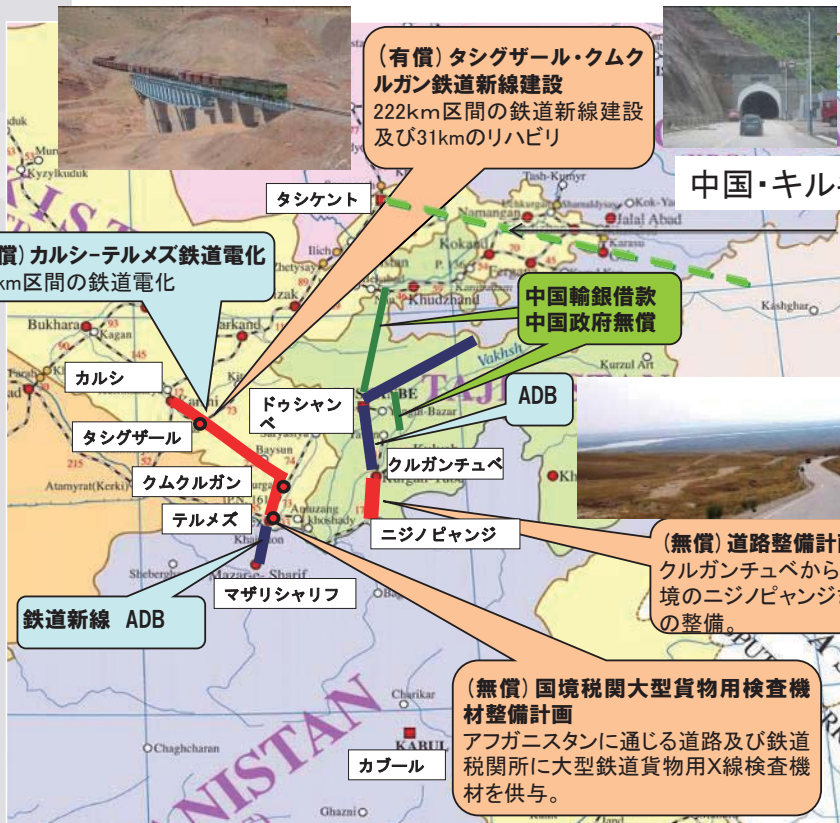 (有償)タシグザール・クムク
ルガン鉄道新線建設
222km区間の鉄道新線建設
及び31kmのリハビリ
中国・キル
タシケント
償)カルシ-テルメズ鉄道電化
km区間の鉄道電化
中国輸銀借款
中国政府無償
ADB
カルシ
タシグザール
クムクルガン
テルメズ
ドゥシャン
ベ
クルガンチュベ
ニジノピャンジ
マザリシャリフ
鉄道新線 ADB
(無償)道路整備計画
クルガンチュベから
境のニジノピャンジ
の整備。
(無償)国境税関大型貨物用検査機
材整備計画
アフガニスタンに通じる道路及び鉄道
税関所に大型鉄道貨物用X線検査機
材を供与。
カブール
Kyzylkuduk
Tash-Kumyr
Namangan
Jalal Abad
Karasu
Kokand
Khudzhand
Kashghar
Bukhara
Kagan
Vakhsh
Kurzul Art
Baysun
Atamyrat(Kerki)
Mazar-e- Sharif
Charikar
KABUL
Chaghcharan
Ghazni